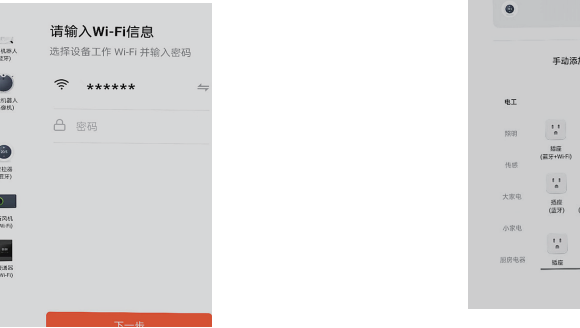 请输入Wi-Fi信息
选择设备工作 Wi-Fi 并输入密码
******
密码
下一步
手动添加
电工
照明
插座
(蓝牙+Wi-Fi)
传感
大家电
插座
(蓝牙)
小家电
厨房电器
插座